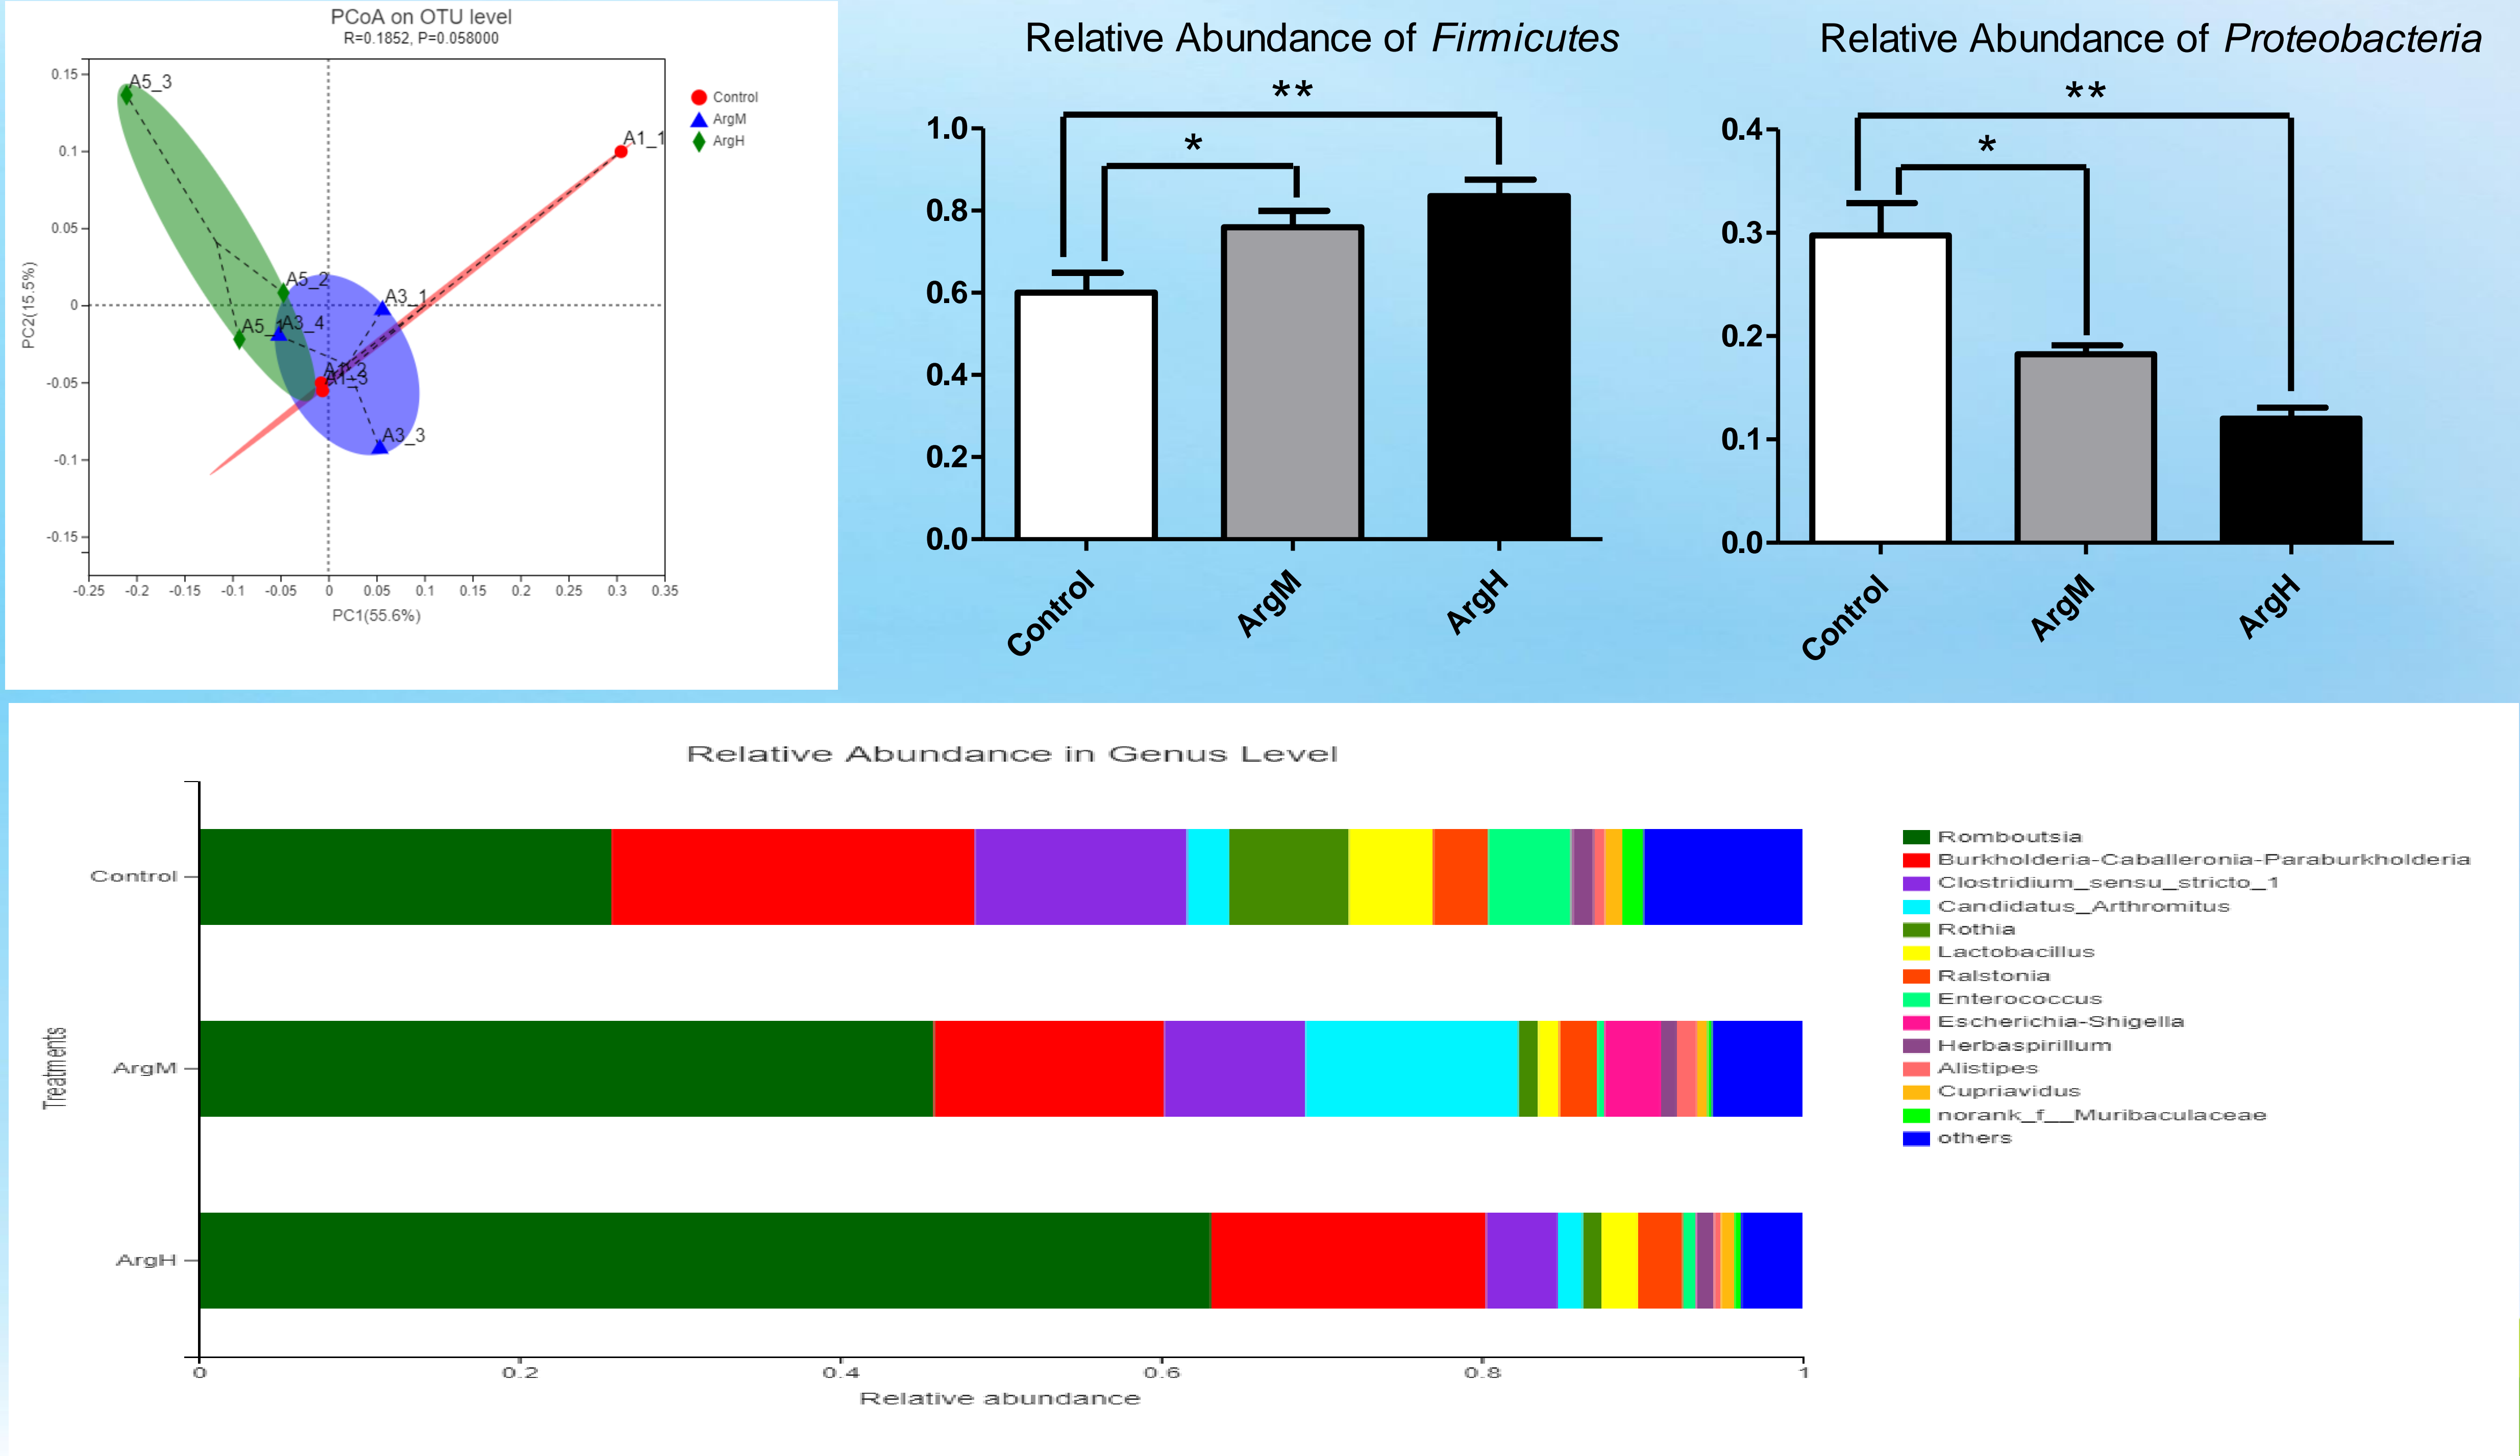 PCoA on OTU level
R=0.1852, P=0.058000
0.15
0.1
0.05
0
-0.05
-0.1
-0.15
PC2(15.5%)
-0.25 -0.2 -0.15 -0.1 -0.05 0 0.05 0.1 0.15 0.2 0.25 0.3 0.35
PC1(55.6%)
A5_3
A1_1
A5_2
A3_1
A5_1
A3_4
A1_2
A1_3
A3_3
Control
ArgM
ArgH
Relative Abundance of Firmicutes
**
*
1.0
0.8
0.6
0.4
0.2
0.0
Control
ArgM
ArgH
Relative Abundance of Proteobacteria
**
*
0.4
0.3
0.2
0.1
0.0
Control
ArgM
ArgH
Relative Abundance in Genus Level
Treatments
Control
ArgM
ArgH
0 0.2 0.4 0.6 0.8 1
Relative abundance
Romboutsia
Burkholderia-Caballeronia-Paraburkholderia
Clostridium_sensu_stricto_1
Candidatus_Arthromitus
Rothia
Lactobacillus
Ralstonia
Enterococcus
Escherichia-Shigella
Herbaspirillum
Alistipes
Cupriavidus
norank_f__Muribaculaceae
others